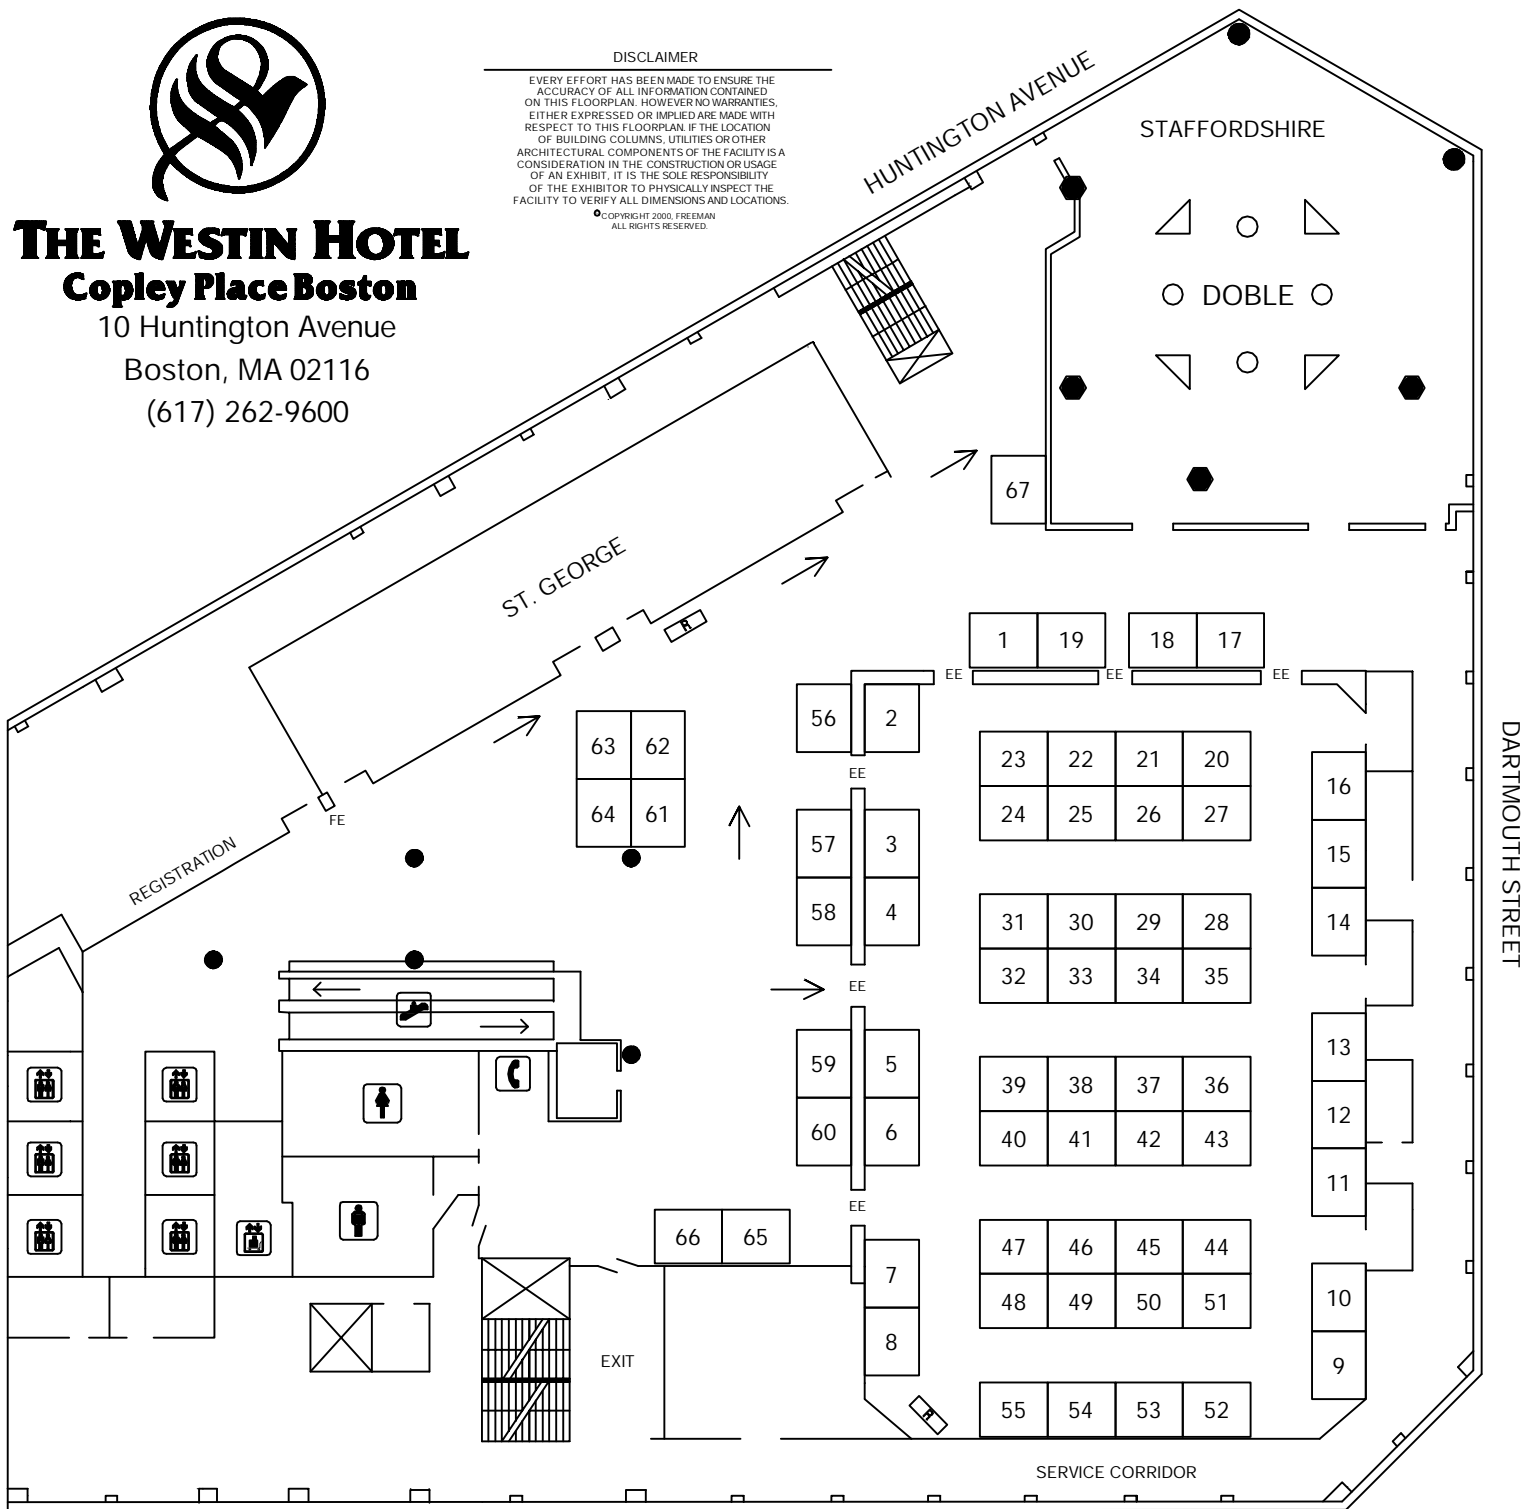 THE WESTIN HOTEL
Copley Place Boston
10 Huntington Avenue
Boston, MA 02116
(617) 262-9600
DISCLAIMER
EVERY EFFORT HAS BEEN MADE TO ENSURE THE
ACCURACY OF ALL INFORMATION CONTAINED
ON THIS FLOORPLAN. HOWEVER NO WARRANTIES,
EITHER EXPRESSED OR IMPLIED ARE MADE WITH
RESPECT TO THIS FLOORPLAN. IF THE LOCATION
OF BUILDING COLUMNS, UTILITIES OR OTHER
ARCHITECTURAL COMPONENTS OF THE FACILITY IS A
CONSIDERATION IN THE CONSTRUCTION OR USAGE
OF AN EXHIBIT, IT IS THE SOLE RESPONSIBILITY
OF THE EXHIBITOR TO PHYSICALLY INSPECT THE
FACILITY TO VERIFY ALL DIMENSIONS AND LOCATIONS.
COPYRIGHT 2000, FREEMAN
ALL RIGHTS RESERVED.
HUNTINGTON AVENUE
STAFFORDSHIRE
DOBLE
67
ST. GEORGE
R
1 19 18 17
EE EE EE
56 2
63 62
64 61
EE
23 22 21 20
24 25 26 27
16
15
14
DARTMOUTH STREET
FE
REGISTRATION
57 3
58 4
31 30 29 28
32 33 34 35
EE
59 5
60 6
39 38 37 36
40 41 42 43
13
12
11
EE
66 65
47 46 45 44
48 49 50 51
7
8
10
9
EXIT
R
55 54 53 52
SERVICE CORRIDOR